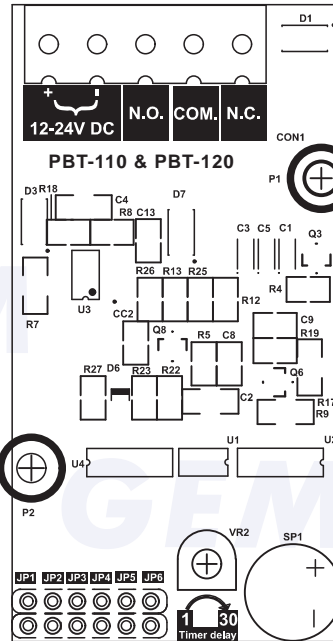 D1
+ -
12-24V DC N.O. COM. N.C.
CON1
PBT-110 & PBT-120
P1
D3 R18 C4 D7
R8 C13
C3 C5 C1 Q3
R7 U3 R26 R13 R25 R4
R12
CC2 C9
Q8 R5 C8 R19
R27 D6 R23 R22 Q6
C2 R17
R9
U4 U1
P2
GEM
VR2 SP1
+
-
JP1 JP2 JP3 JP4 JP5 JP6
1 30
Timer delay